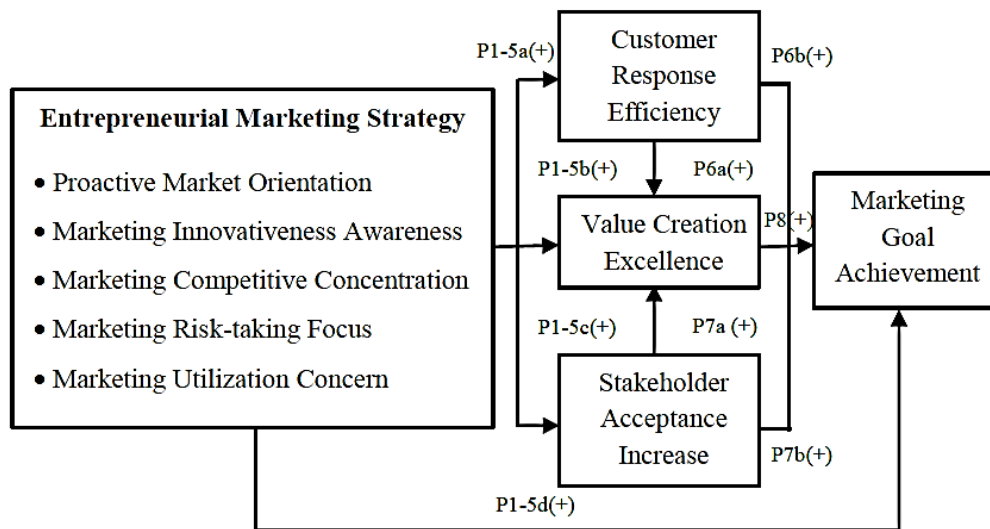 Entrepreneurial Marketing Strategy
• Proactive Market Orientation
• Marketing Innovativeness Awareness
• Marketing Competitive Concentration
• Marketing Risk-taking Focus
• Marketing Utilization Concern
P1-5a(+)
Customer
Response
Efficiency
P6b(+)
P1-5b(+)
P6a(+)
Value Creation
Excellence
P8(+)
Marketing
Goal
Achievement
P1-5c(+)
P7a (+)
Stakeholder
Acceptance
Increase
P7b(+)
P1-5d(+)